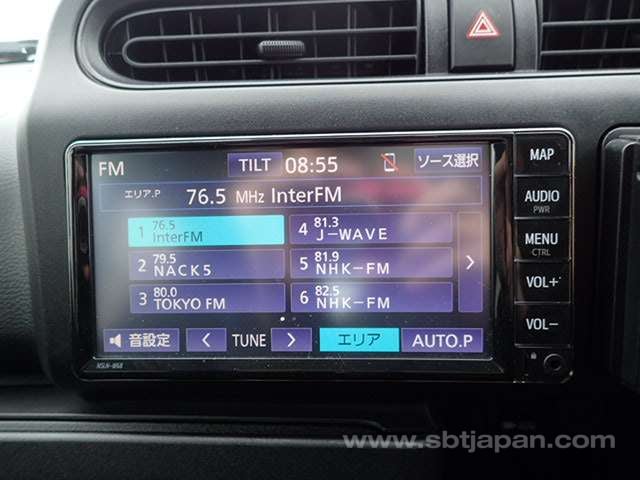 FM TILT 08:55 ソース選択
エリア.P 76.5 MHz InterFM
1 76.5 InterFM
2 79.5 NACK5
3 80.0 TOKYO FM
4 81.3 J-WAVE
5 81.9 NHK-FM
6 82.5 NHK-FM
>
音設定 < TUNE > エリア AUTO.P
MAP
AUDIO
PWR
MENU
CTRL
VOL+
VOL-
NSLN-W68
www.sbtjapan.com